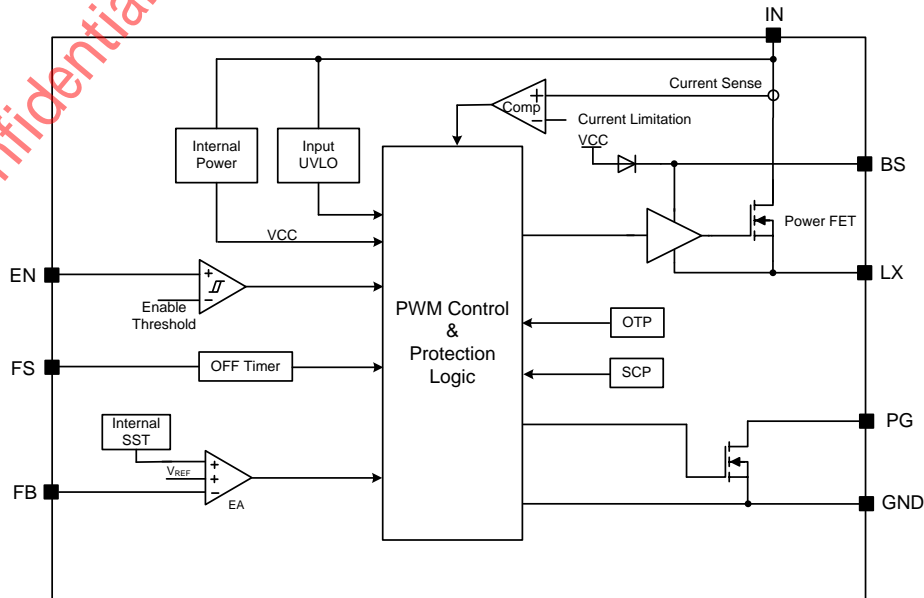 IN
Current Sense
Comp
Current Limitation
VCC
Internal
Power
Input
UVLO
BS
Power FET
VCC
EN
LX
Enable
Threshold
PWM Control
&
Protection
Logic
OTP
FS
OFF Timer
SCP
Internal
SST
PG
VREF
FB
EA
GND